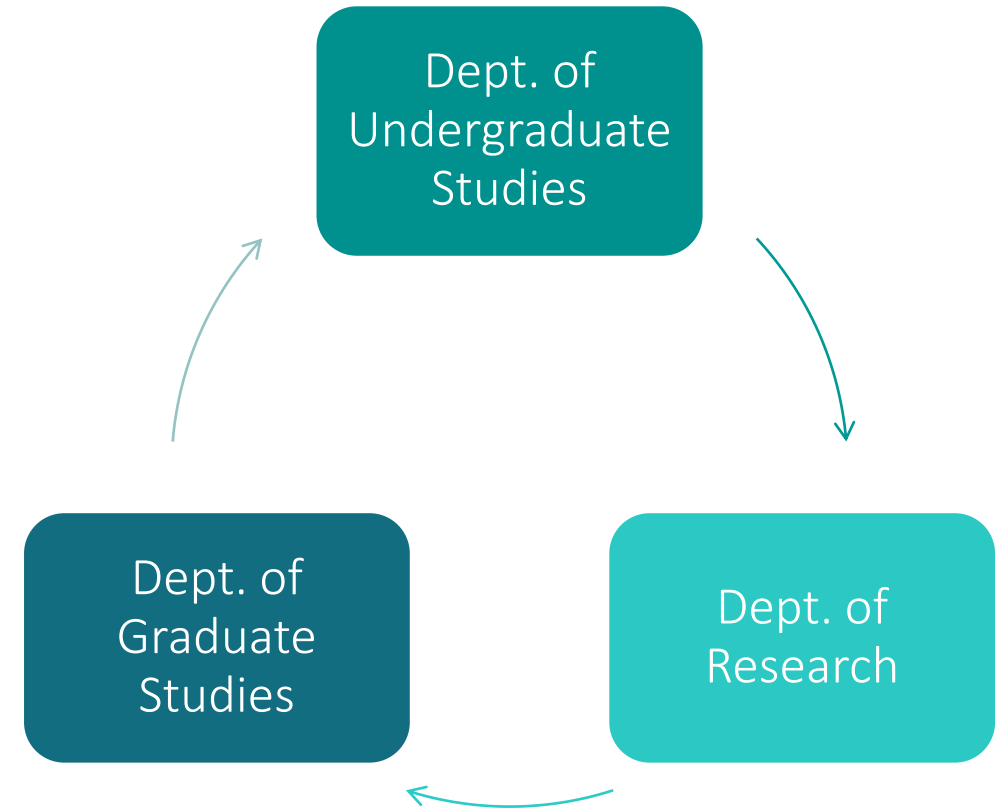 Dept. of
Undergraduate
Studies
Dept. of
Graduate
Studies
Dept. of
Research